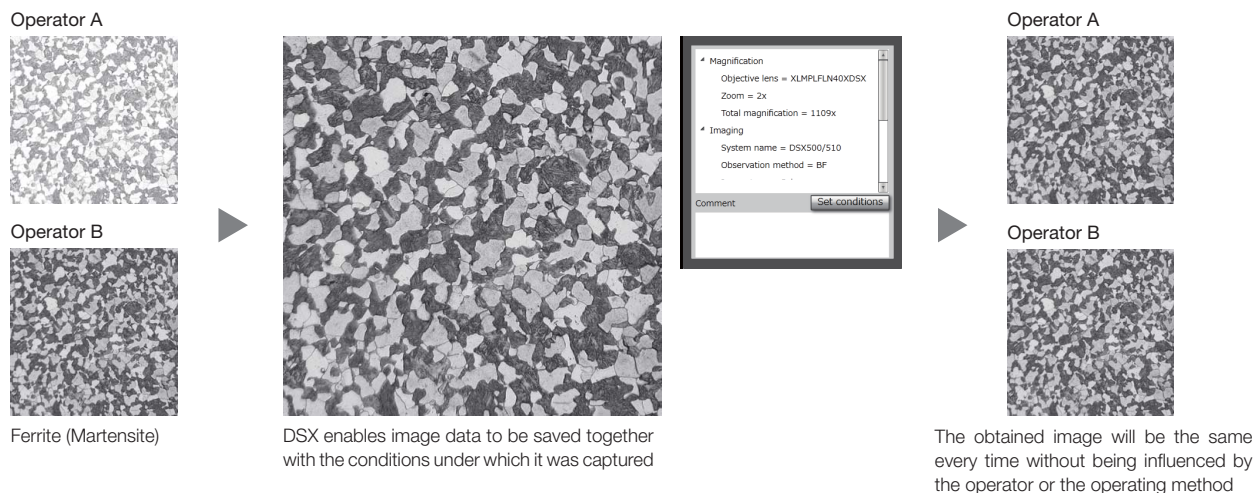 Operator A
Operator B
Ferrite (Martensite)
DSX enables image data to be saved together
with the conditions under which it was captured
Magnification
Objective lens = XLMPLFLN40XDSX
Zoom = 2x
Total magnification = 1109x
Imaging
System name = DSX500/510
Observation method = BF
Comment
Set conditions
Operator A
Operator B
The obtained image will be the same
every time without being influenced by
the operator or the operating method